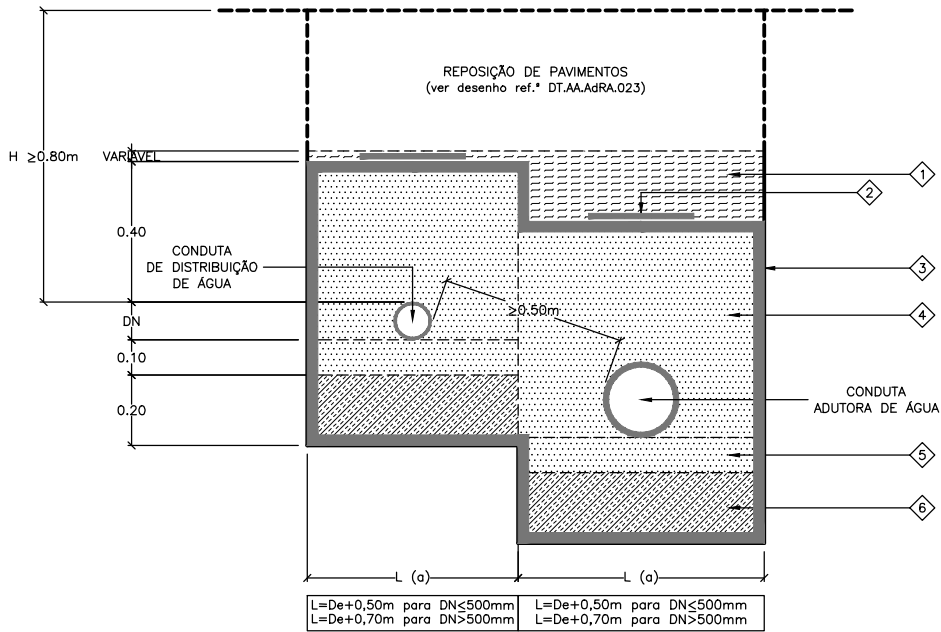 REPOSIÇÃO DE PAVIMENTOS
(ver desenho ref.ª DT.AA.AdRA.023)
H ≥0.80m
VARIÁVEL
1
2
0.40
CONDUTA
DE DISTRIBUIÇÃO
DE ÁGUA
3
≥0.50m
4
DN
0.10
0.20
CONDUTA
ADUTORA DE ÁGUA
5
6
L (a)
L (a)
L=De+0,50m para DN≤500mm
L=De+0,70m para DN>500mm
L=De+0,50m para DN≤500mm
L=De+0,70m para DN>500mm